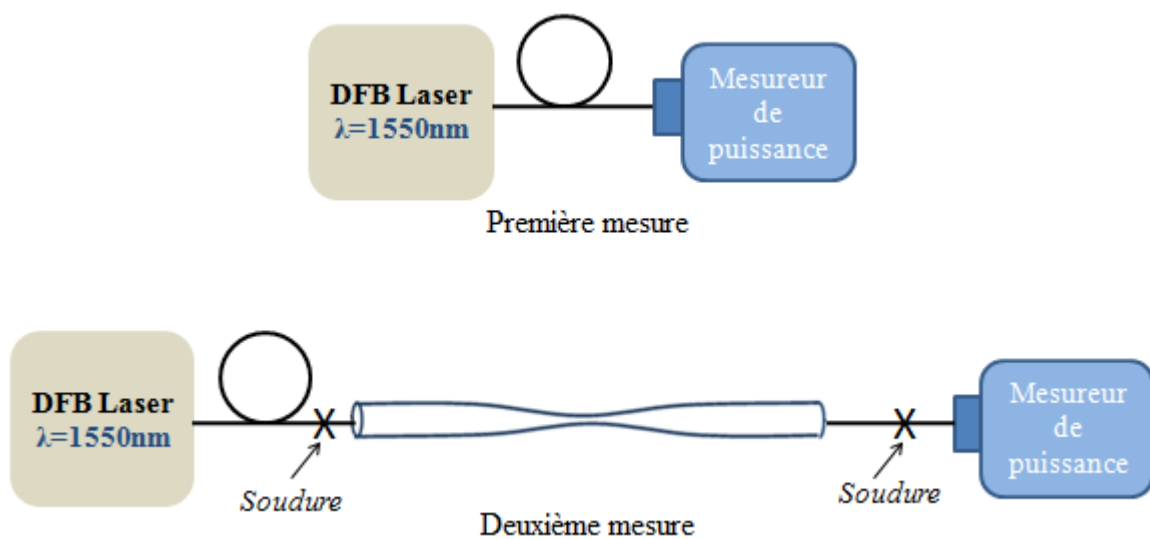 DFB Laser
λ=1550nm
Mesureur
de
puissance
Première mesure
DFB Laser
λ=1550nm
Mesureur
de
puissance
Soudure
Soudure
Deuxième mesure